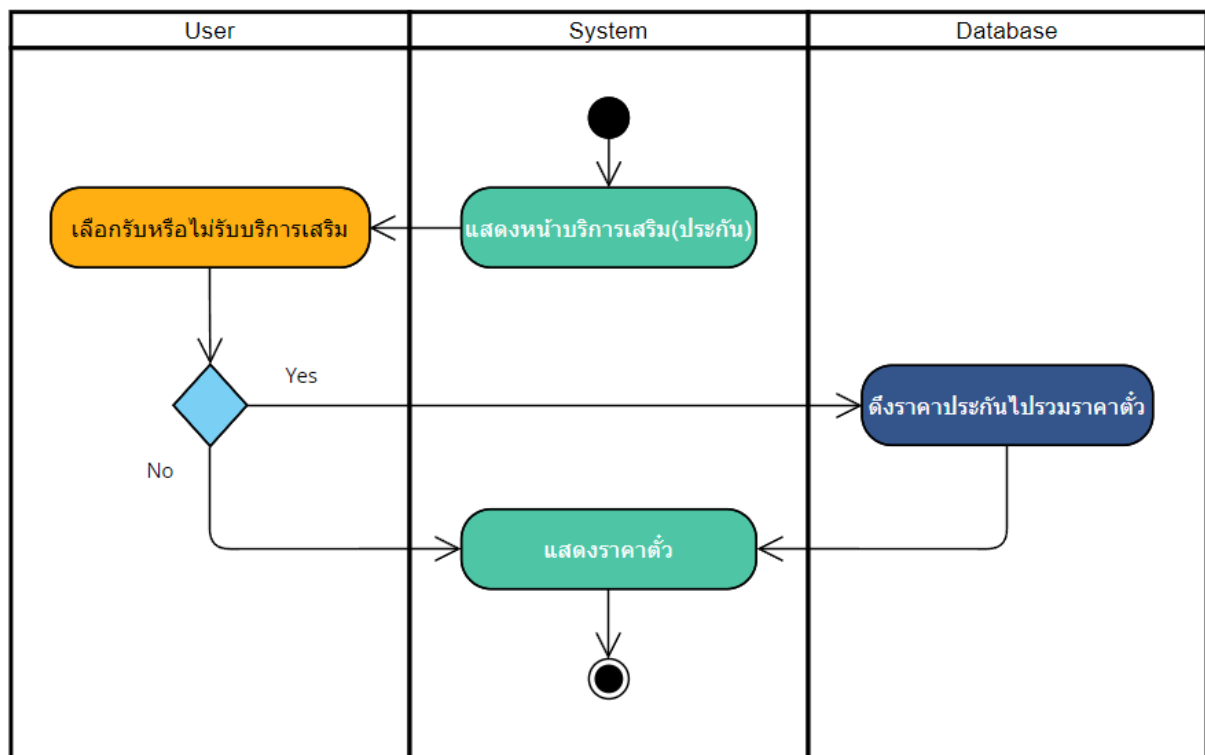 User
System
Database
เลือกรับหรือไม่รับบริการเสริม
แสดงหน้าบริการเสริม(ประกัน)
Yes
ดึงราคาประกันไปรวมราคาตั๋ว
No
แสดงราคาตั๋ว